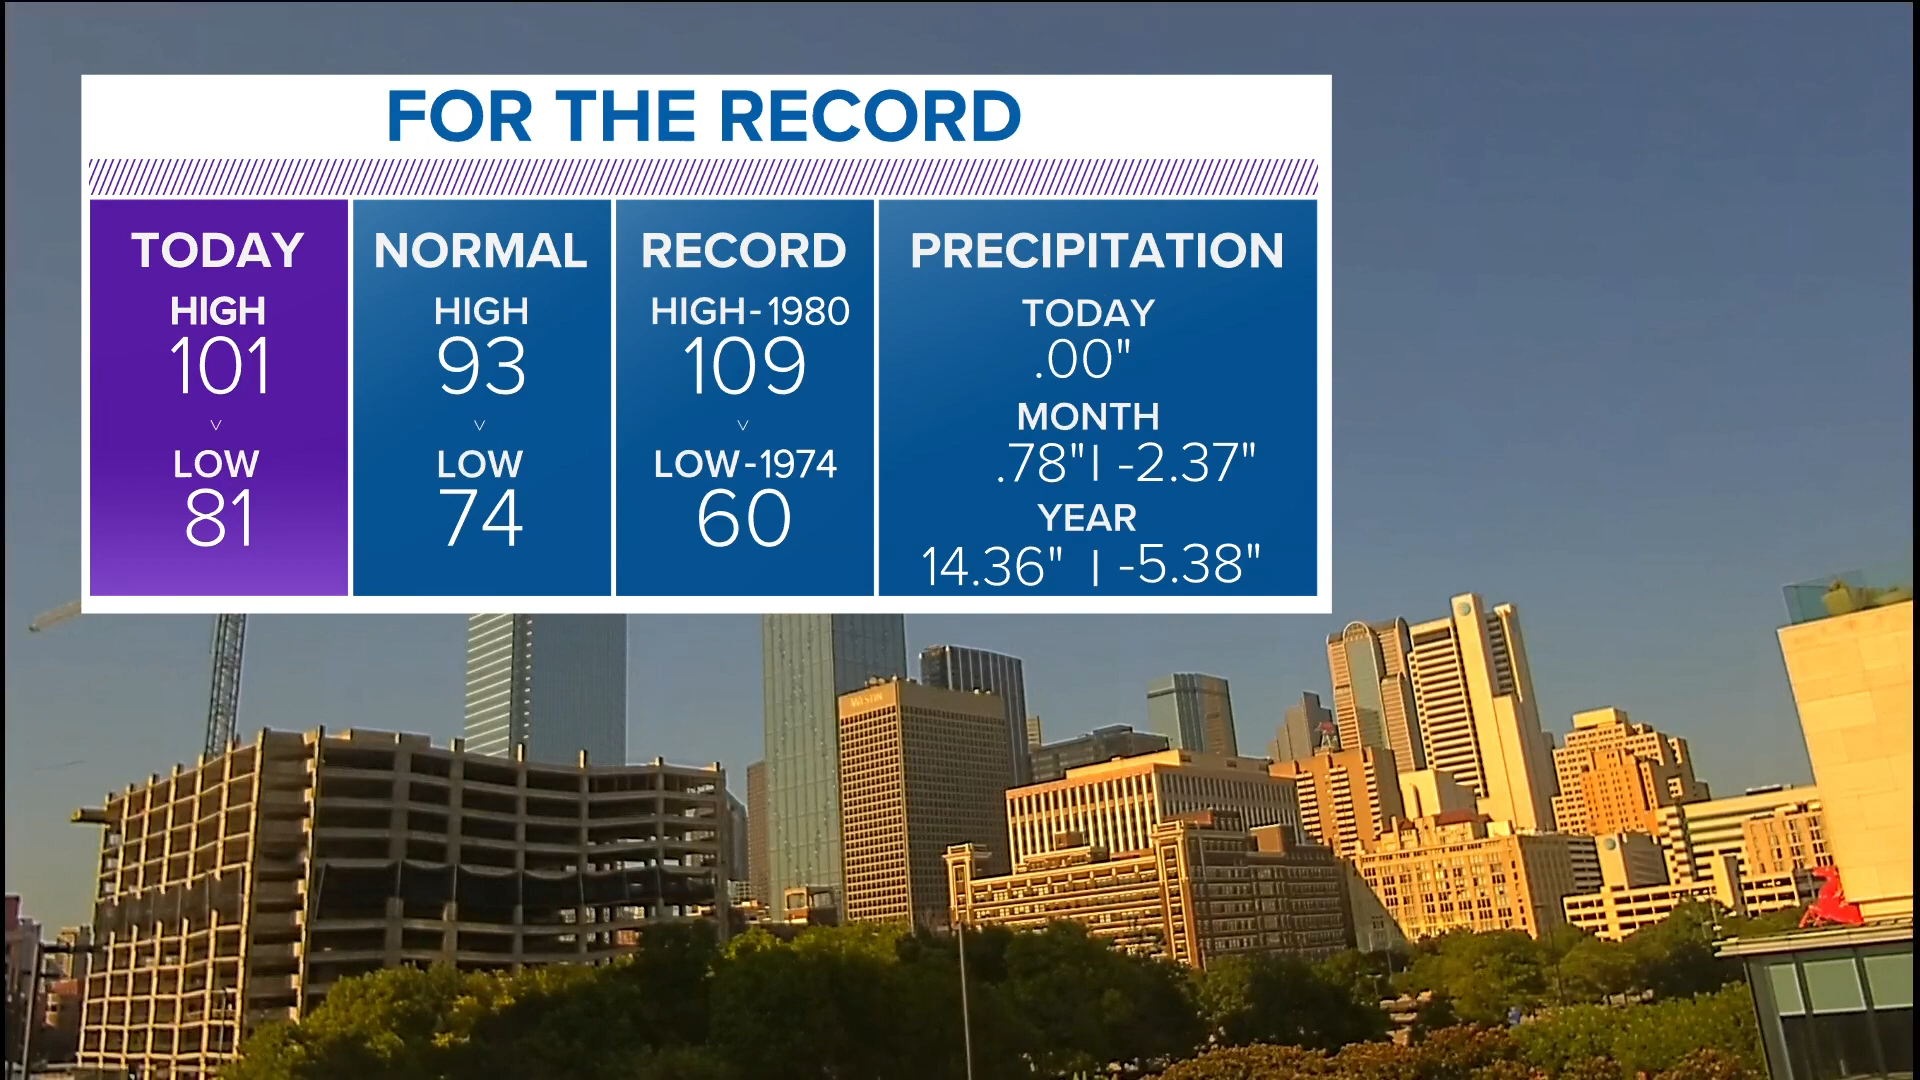 FOR THE RECORD
TODAY
HIGH
101
LOW
81
NORMAL
HIGH
93
LOW
74
RECORD
HIGH-1980
109
LOW-1974
60
PRECIPITATION
TODAY
.00"
MONTH
.78"| -2.37"
YEAR
14.36" | -5.38"
WESTIN